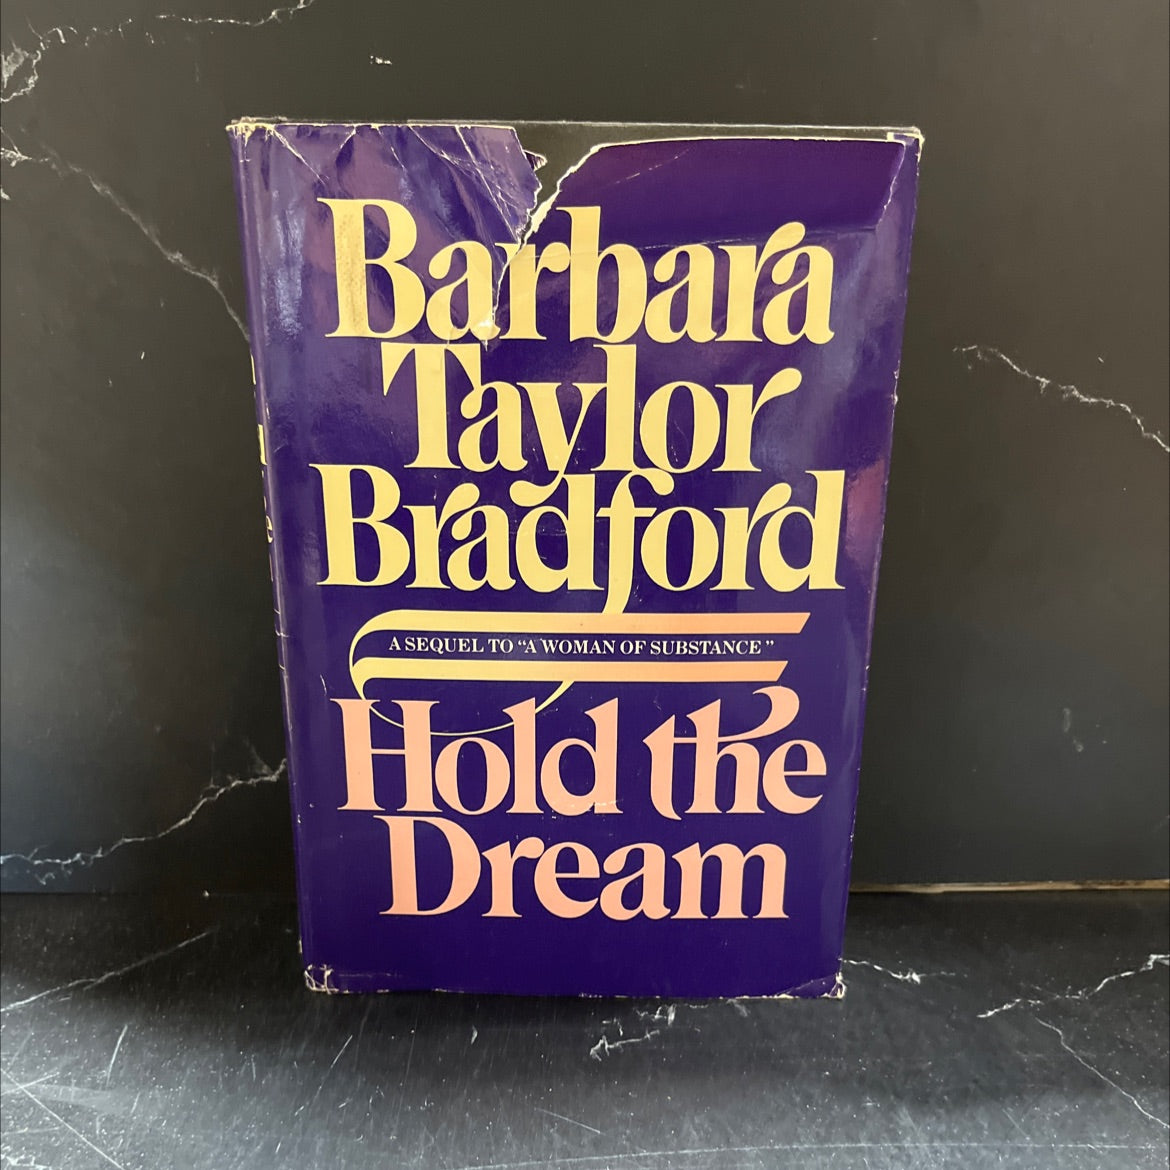 Barbara
Taylor
Bradford
A SEQUEL TO “A WOMAN OF SUBSTANCE”
Hold the
Dream